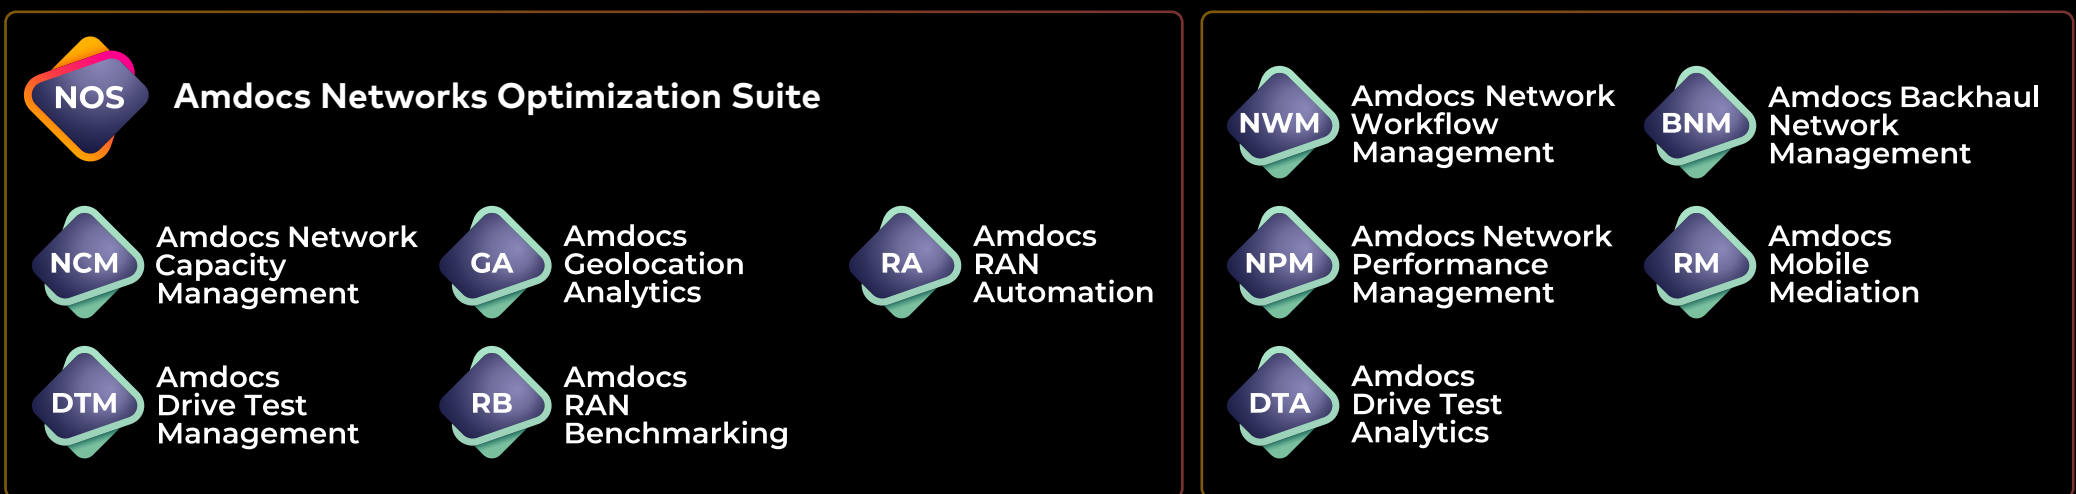 NOS
Amdocs Networks Optimization Suite
NCM
Amdocs Network
Capacity
Management
GA
Amdocs
Geolocation
Analytics
RA
Amdocs
RAN
Automation
DTM
Amdocs
Drive Test
Management
RB
Amdocs
RAN
Benchmarking
NWM
Amdocs Network
Workflow
Management
BNM
Amdocs Backhaul
Network
Management
NPM
Amdocs Network
Performance
Management
RM
Amdocs
Mobile
Mediation
DTA
Amdocs
Drive Test
Analytics